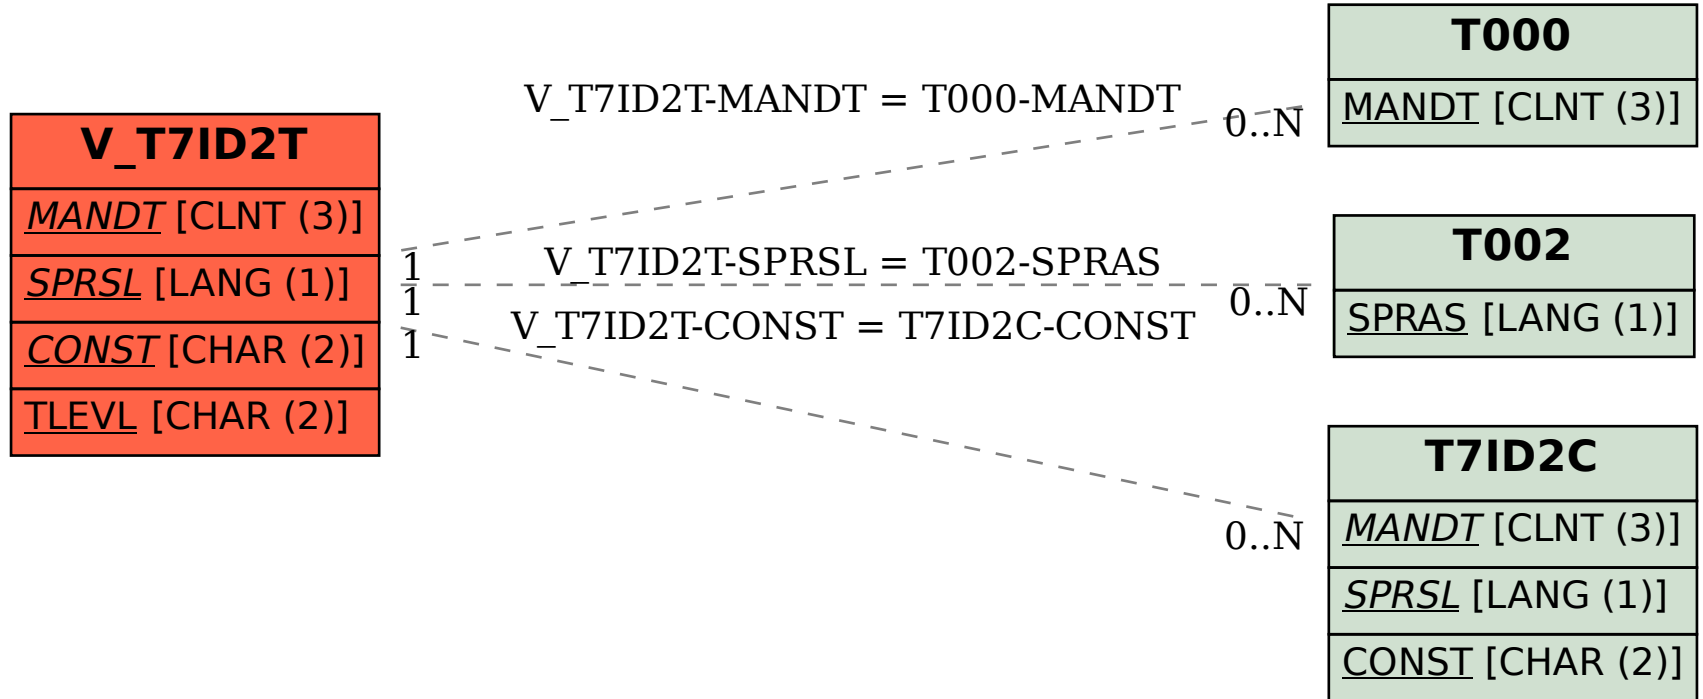 V_T7ID2T
MANDT [CLNT (3)]
SPRSL [LANG (1)]
CONST [CHAR (2)]
TLEVL [CHAR (2)]
V_T7ID2T-MANDT = T000-MANDT
1
0..N
V_T7ID2T-SPRSL = T002-SPRAS
1
0..N
V_T7ID2T-CONST = T7ID2C-CONST
1
0..N
T000
MANDT [CLNT (3)]
T002
SPRAS [LANG (1)]
T7ID2C
MANDT [CLNT (3)]
SPRSL [LANG (1)]
CONST [CHAR (2)]